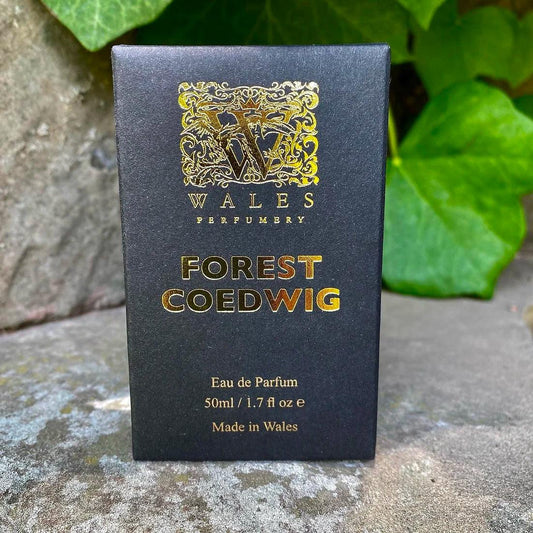 W
WALES
PERFUMERY
FOREST
COEDWIG
Eau de Parfum
50ml / 1.7 fl oz ℮
Made in Wales